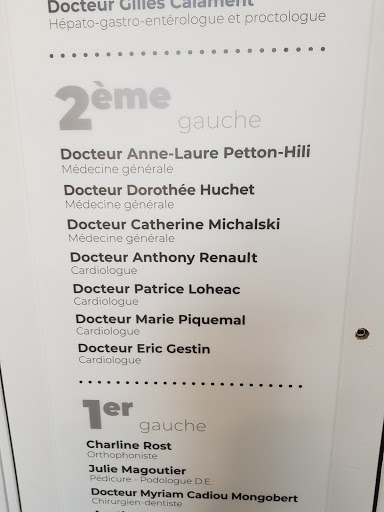 Docteur Gilles Calament
Hépato-gastro-entérologue et proctologue
2ème
gauche
Docteur Anne-Laure Petton-Hili
Médecine générale
Docteur Dorothée Huchet
Médecine générale
Docteur Catherine Michalski
Médecine générale
Docteur Anthony Renault
Cardiologue
Docteur Patrice Loheac
Cardiologue
Docteur Marie Piquemal
Cardiologue
Docteur Eric Gestin
Cardiologue
1er
gauche
Charline Rost
Orthophoniste
Julie Magoutier
Pédicure - Podologue D.E.
Docteur Myriam Cadiou Mongobert
Chirurgien-dentiste